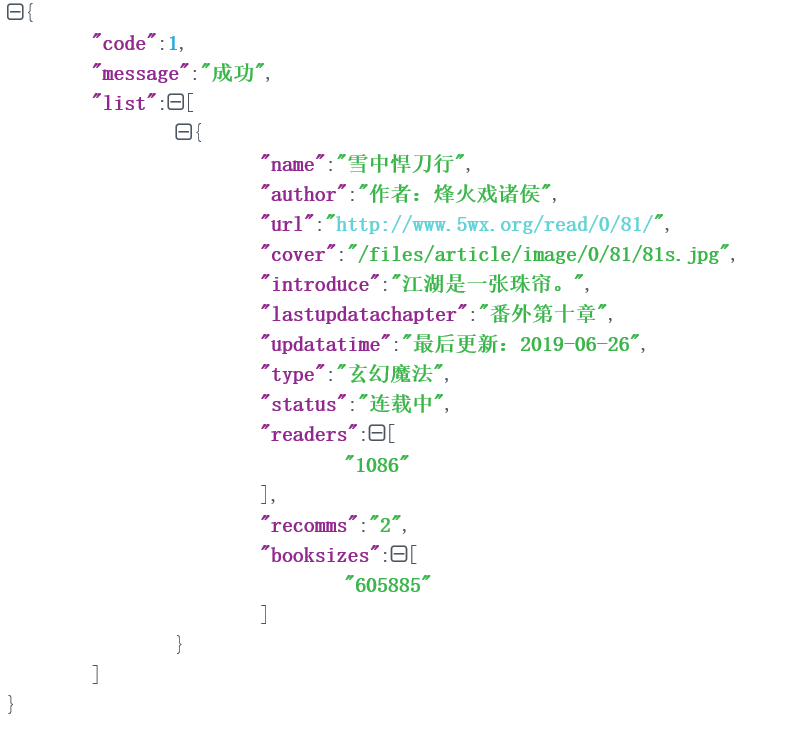 {
"code":1,
"message":"成功",
"list":[
{
"name":"雪中悍刀行",
"author":"作者：烽火戏诸侯",
"url":"http://www.5wx.org/read/0/81/",
"cover":"/files/article/image/0/81/81s.jpg",
"introduce":"江湖是一张珠帘。",
"lastupdatachapter":"番外第十章",
"updatatime":"最后更新：2019-06-26",
"type":"玄幻魔法",
"status":"连载中",
"readers":[
"1086"
],
"recomms":"2",
"booksizes":[
"605885"
]
}
]
}